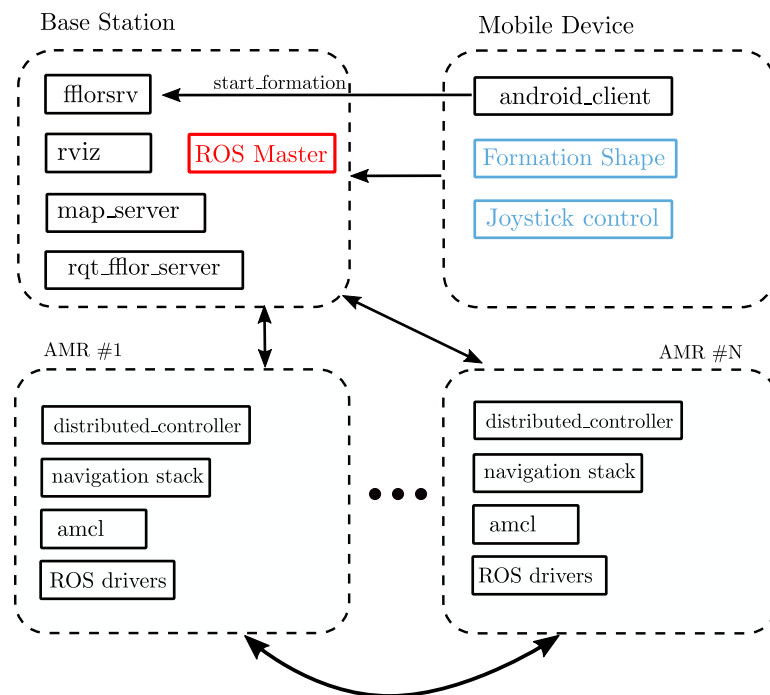 Base Station
fflorsrv
rviz
ROS Master
map_server
rqt_fflor_server
start_formation
Mobile Device
android_client
Formation Shape
Joystick control
AMR #1
distributed_controller
navigation stack
amcl
ROS drivers
AMR #N
distributed_controller
navigation stack
amcl
ROS drivers